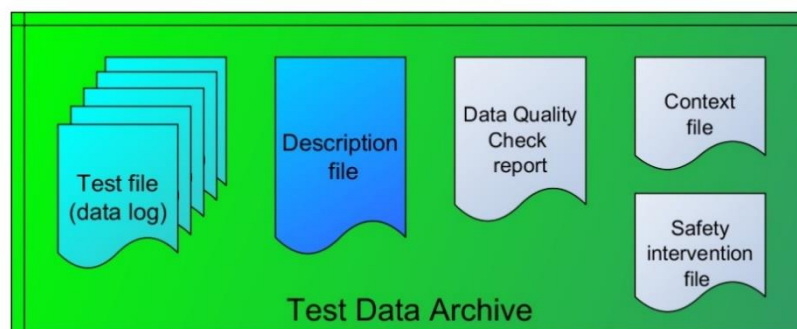 Test file
(data log)
Description
file
Data Quality
Check
report
Context
file
Safety
intervention
file
Test Data Archive